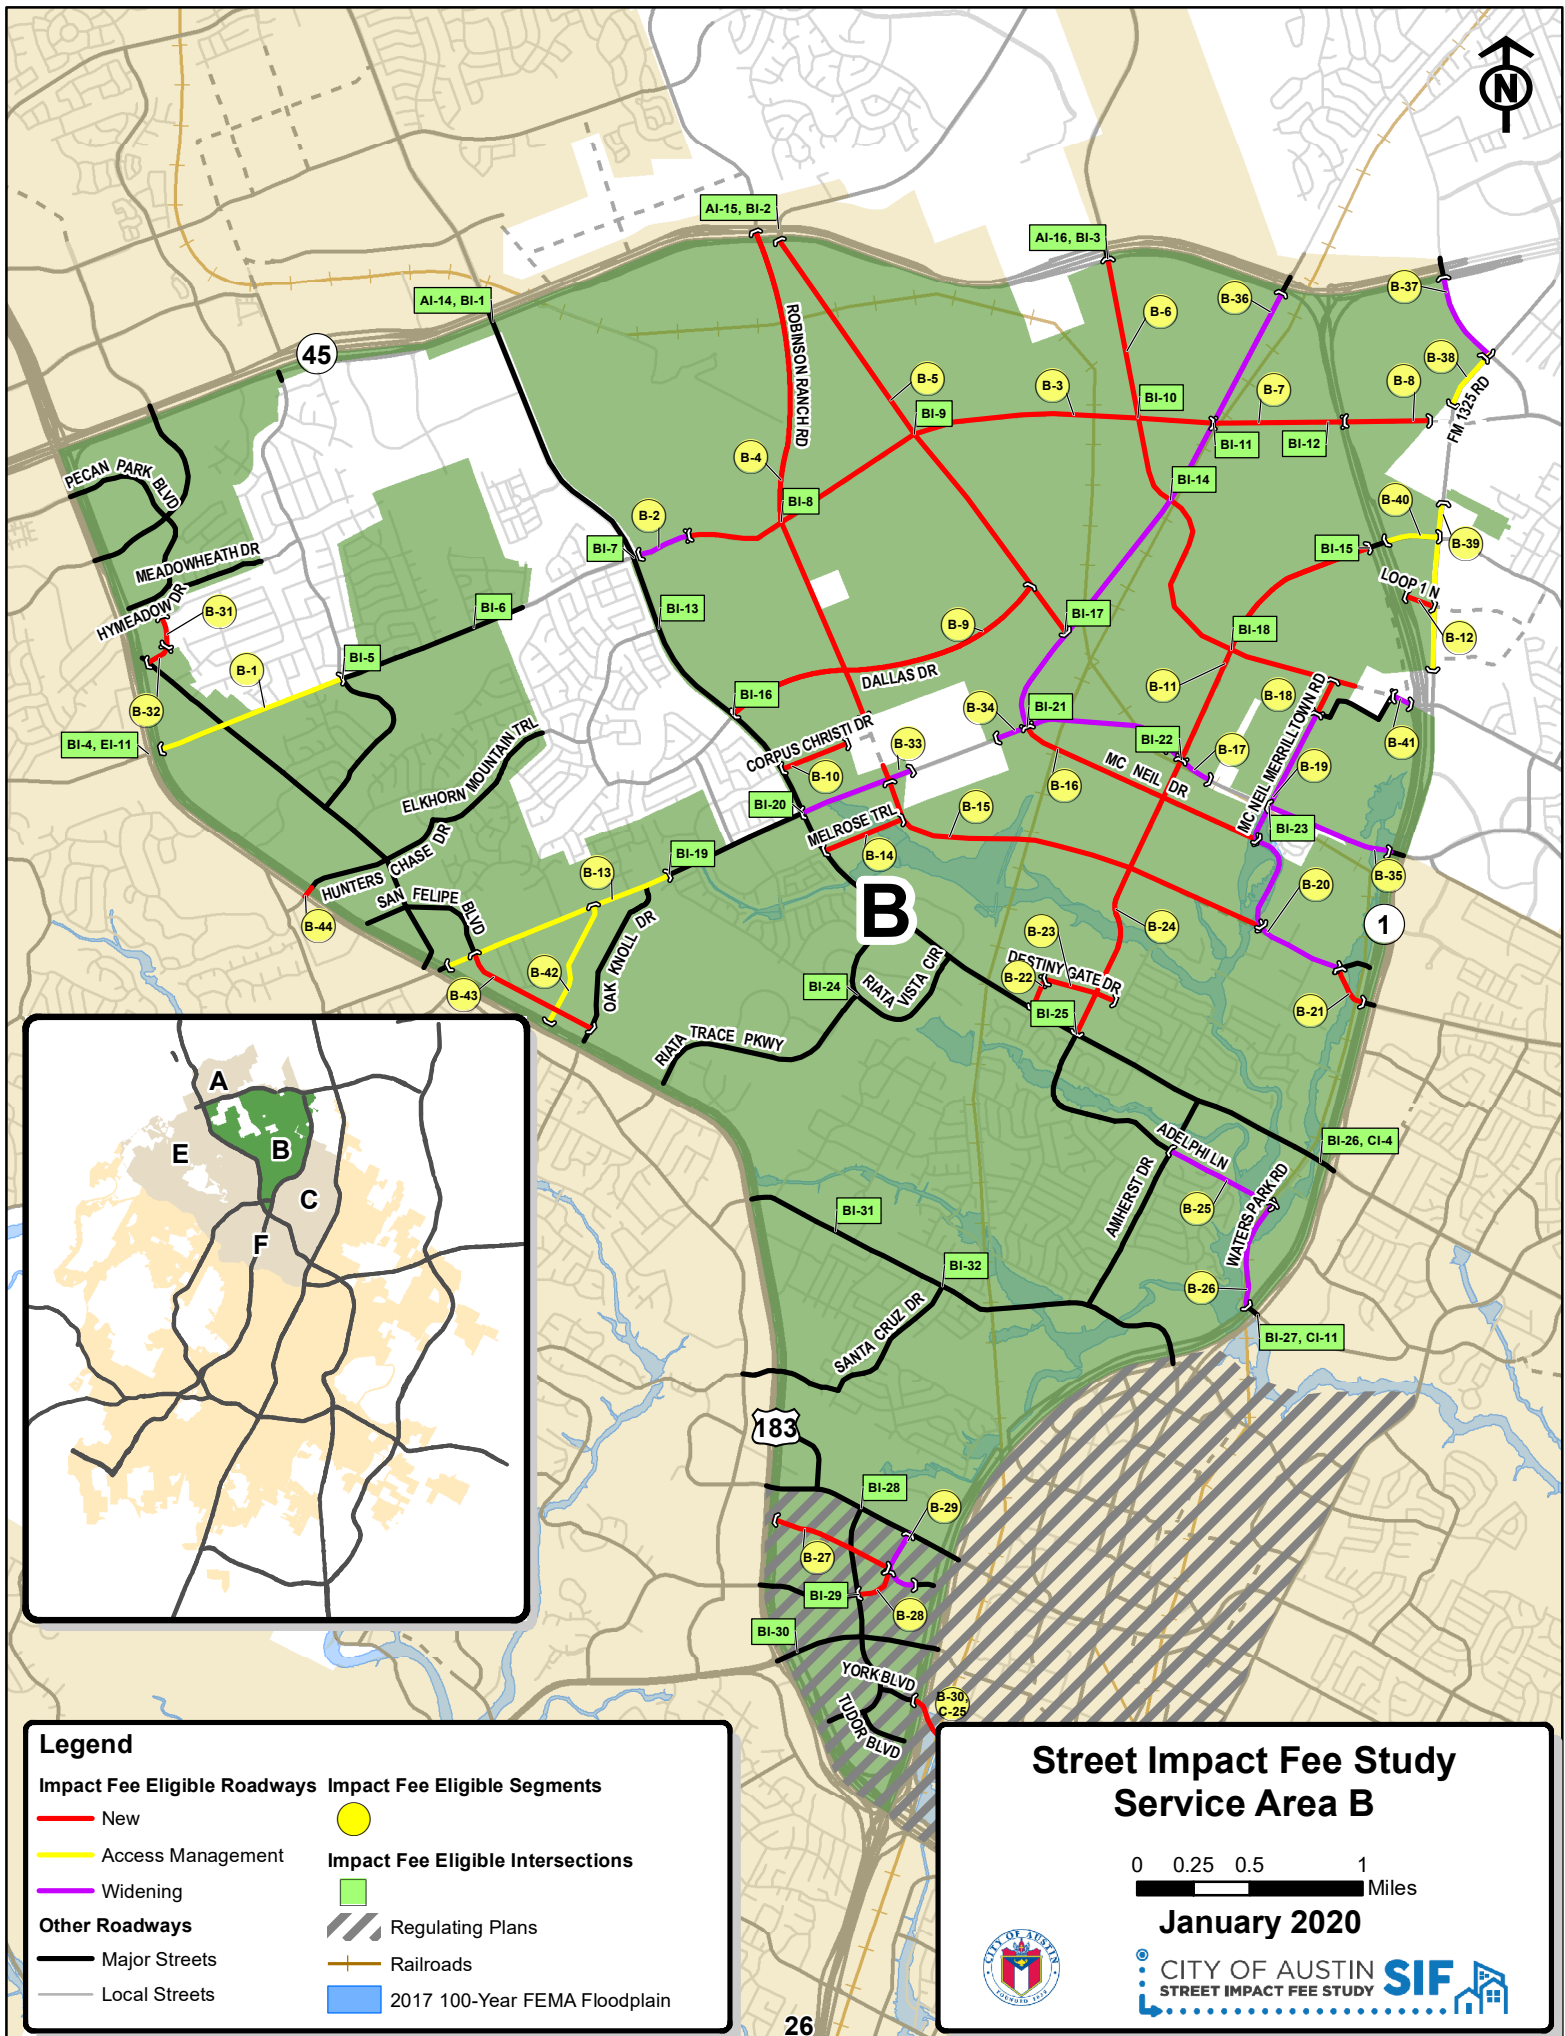 N
AI-15, BI-2
AI-16, BI-3
B-37
B-36
AI-14, BI-1
B-6
45
ROBINSON RANCH RD
B-38
B-5
B-3
B-7
B-8
FM 1325 RD
BI-10
BI-9
BI-11
BI-12
B-4
PECAN PARK BLVD
BI-14
BI-8
B-40
B-2
B-39
BI-7
BI-15
MEADOWHEATH DR
LOOP 1 N
HYMEADOW DR
B-31
BI-6
BI-13
BI-17
B-9
BI-18
B-12
BI-5
B-1
DALLAS DR
B-11
B-18
BI-16
B-32
B-34
BI-21
MC NEIL MERRILLTOWN RD
BI-4, EI-11
CORPUS CHRISTI DR
B-33
BI-22
B-17
B-41
ELKHORN MOUNTAIN TRL
B-10
MC NEIL DR
B-19
B-16
BI-20
MELROSE TRL
B-15
BI-23
HUNTERS CHASE DR
BI-19
B-14
B-13
B-35
SAN FELIPE BLVD
B-20
B
B-44
1
B-23
B-24
OAK KNOLL DR
B-42
DESTINY GATE DR
B-22
BI-24
RIATA VISTA CIR
B-43
BI-25
B-21
RIATA TRACE PKWY
A
B
E
C
F
ADELPHI LN
BI-26, CI-4
AMHERST DR
WATERS PARK RD
B-25
BI-31
BI-32
B-26
SANTA CRUZ DR
BI-27, CI-11
183
BI-28
B-29
B-27
BI-29
B-28
BI-30
YORK BLVD
B-30,
C-25
TUDOR BLVD
Legend
Impact Fee Eligible Roadways
New
Access Management
Widening
Other Roadways
Major Streets
Local Streets
Impact Fee Eligible Segments
Impact Fee Eligible Intersections
Regulating Plans
Railroads
2017 100-Year FEMA Floodplain
Street Impact Fee Study
Service Area B
0 0.25 0.5 1
Miles
January 2020
CITY OF AUSTIN
FOUNDED 1839
CITY OF AUSTIN
STREET IMPACT FEE STUDY
SIF
26